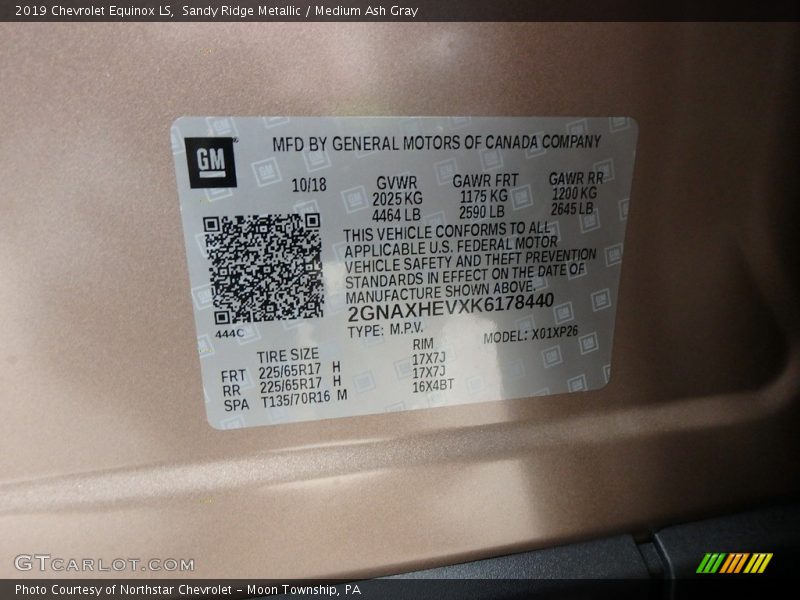 2019 Chevrolet Equinox LS, Sandy Ridge Metallic / Medium Ash Gray
GM
MFD BY GENERAL MOTORS OF CANADA COMPANY
10/18 GVWR GAWR FRT GAWR RR
2025 KG 1175 KG 1200 KG
4464 LB 2590 LB 2645 LB
THIS VEHICLE CONFORMS TO ALL
APPLICABLE U.S. FEDERAL MOTOR
VEHICLE SAFETY AND THEFT PREVENTION
STANDARDS IN EFFECT ON THE DATE OF
MANUFACTURE SHOWN ABOVE.
2GNAXHEVXK6178440
444C TYPE: M.P.V. MODEL: X01XP26
TIRE SIZE RIM
FRT 225/65R17 H 17X7J
RR 225/65R17 H 17X7J
SPA T135/70R16 M 16X4BT
GTCARLOT.COM
Photo Courtesy of Northstar Chevrolet - Moon Township, PA